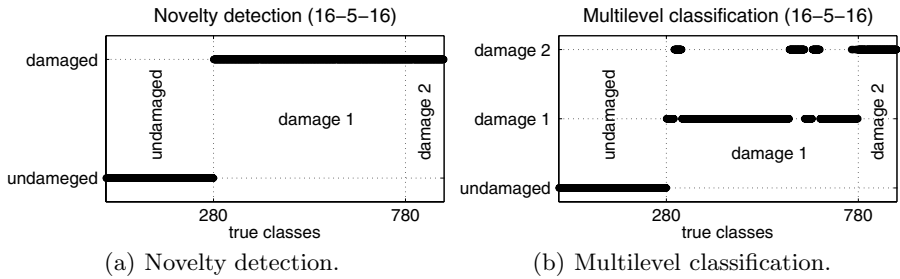 Novelty detection (16−5−16)
damaged
undameged
undamaged
damage 1
damage 2
280
780
true classes
(a) Novelty detection.
Multilevel classification (16−5−16)
damage 2
damage 1
undamaged
undamaged
damage 1
damage 2
280
780
true classes
(b) Multilevel classification.